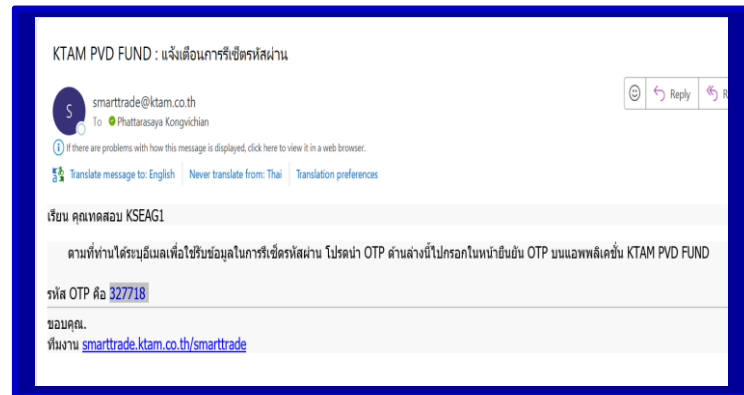 KTAM PVD FUND : แจ้งเตือนการรีเซ็ตรหัสผ่าน
S
smarttrade@ktam.co.th
To Phattarasaya Kongvichian
Reply
R
If there are problems with how this message is displayed, click here to view it in a web browser.
Translate message to: English Never translate from: Thai Translation preferences
เรียน คุณทดสอบ KSEAG1
ตามที่ท่านได้ระบุอีเมลเพื่อใช้รับข้อมูลในการรีเซ็ตรหัสผ่าน โปรดนำ OTP ด้านล่างนี้ไปกรอกในหน้ายืนยัน OTP บนแอพพลิเคชั่น KTAM PVD FUND
รหัส OTP คือ 327718
ขอบคุณ.
ทีมงาน smarttrade.ktam.co.th/smarttrade